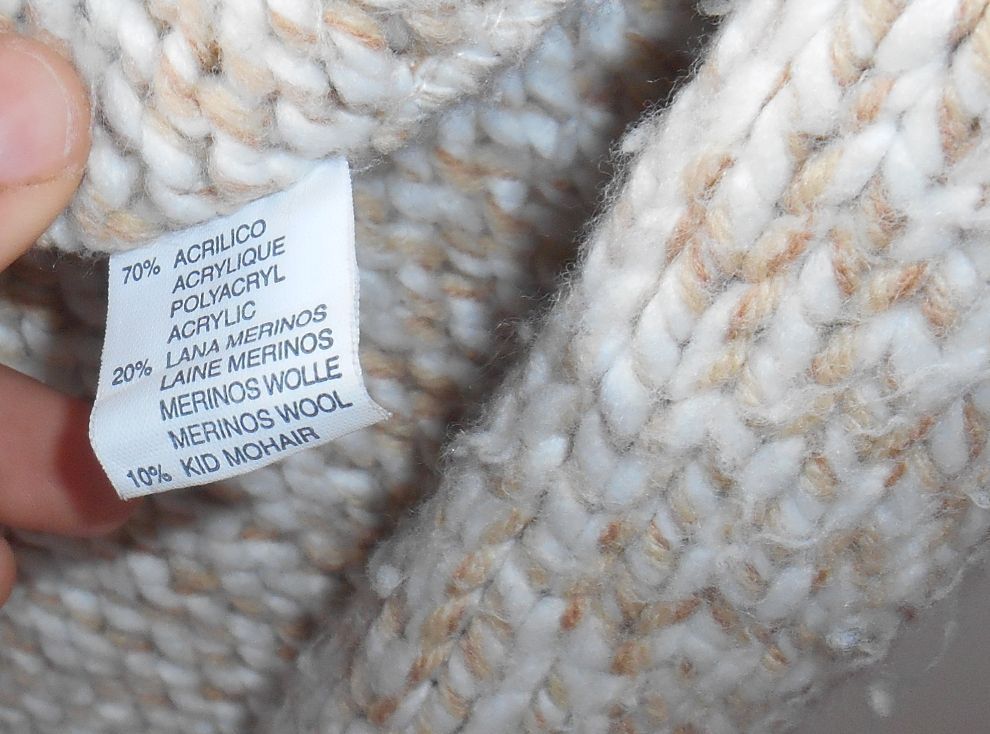 70% ACRILICO
ACRYLIQUE
POLYACRYL
ACRYLIC
20% LANA MERINOS
LAINE MERINOS
MERINOS WOLLE
MERINOS WOOL
10% KID MOHAIR